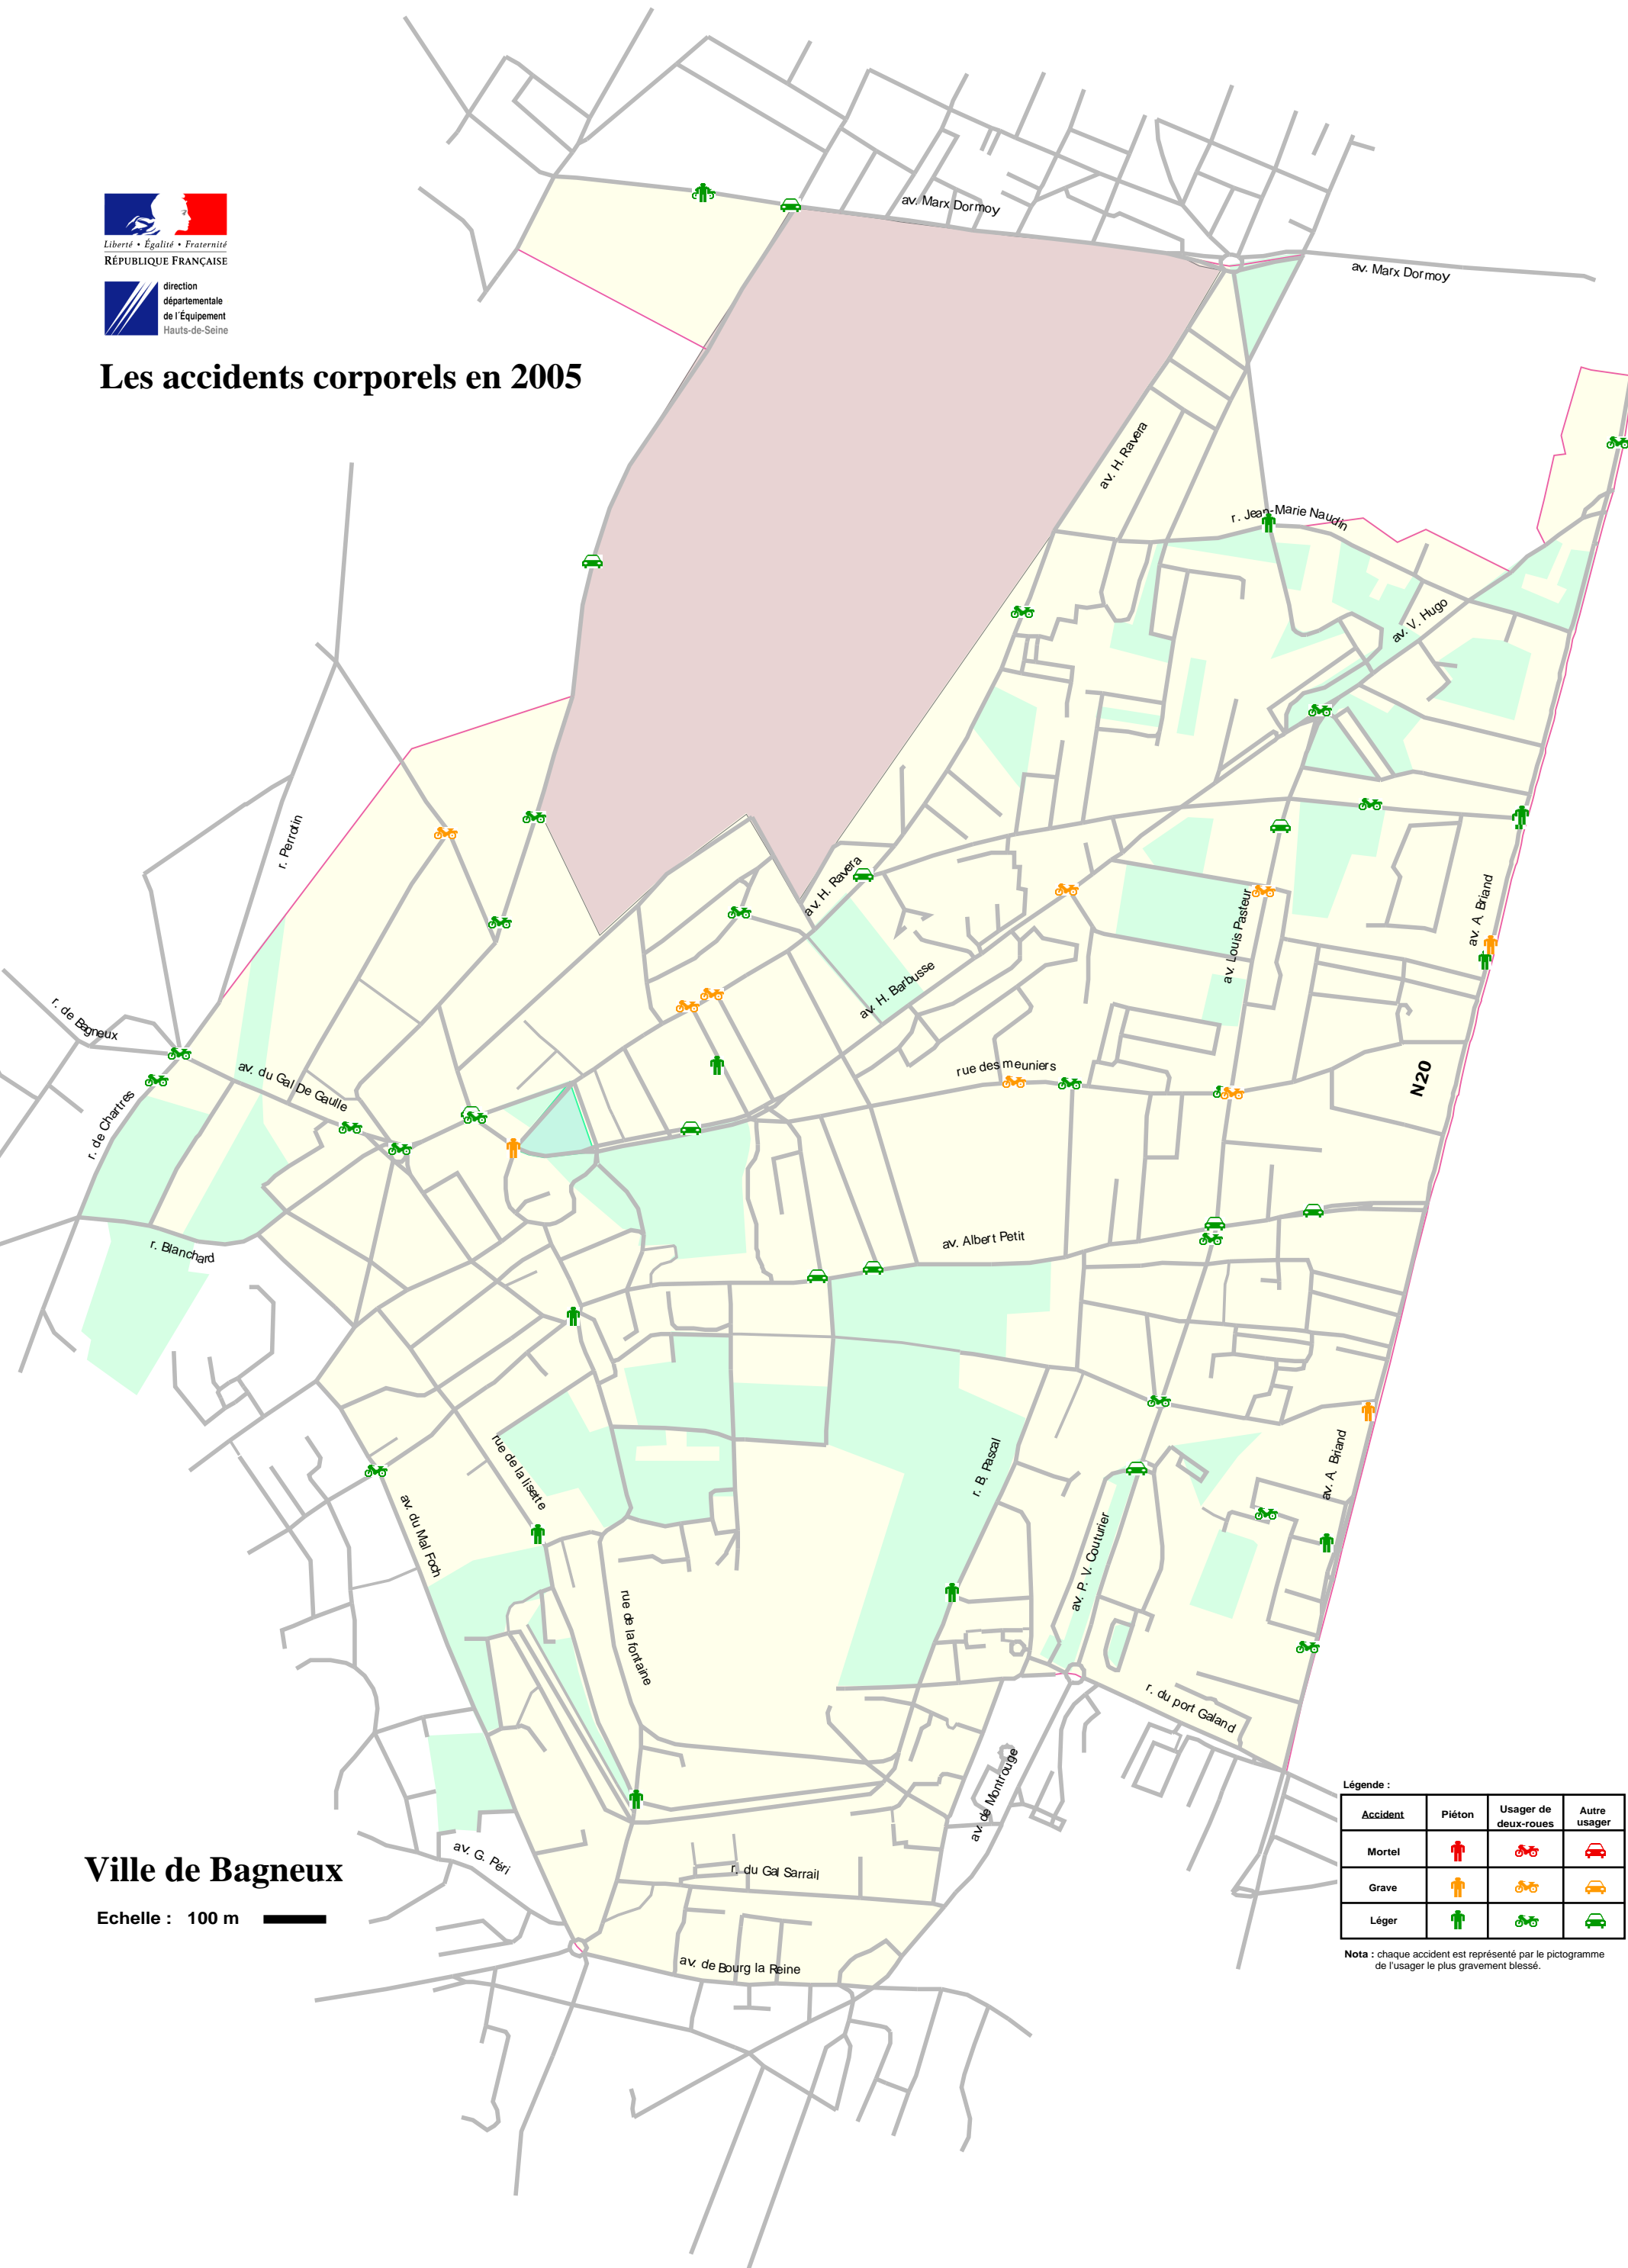 Liberté • Égalité • Fraternité
RÉPUBLIQUE FRANÇAISE
direction
départementale
de l'Équipement
Hauts-de-Seine
Les accidents corporels en 2005
av. Marx Dormoy
av. Marx Dormoy
av. H. Ravera
r. Jean-Marie Naudin
av. V. Hugo
r. Perrotin
av. H. Ravera
av. A. Briand
av. Louis Pasteur
av. H. Barbusse
r. de Bagneux
av. du Gal De Gaulle
rue des meuniers
N20
r. de Chartres
r. Blanchard
av. Albert Petit
rue de la lisette
r. B. Pascal
av. A. Briand
av. du Mal Foch
av. P. V. Couturier
rue de la fontaine
r. du port Galand
av. de Montrouge
av. G. Péri
r. du Gal Sarrail
av. de Bourg la Reine
Ville de Bagneux
Echelle : 100 m
Légende :
Accident Piéton Usager de deux-roues Autre usager
Mortel
Grave
Léger
Nota : chaque accident est représenté par le pictogramme
de l'usager le plus gravement blessé.